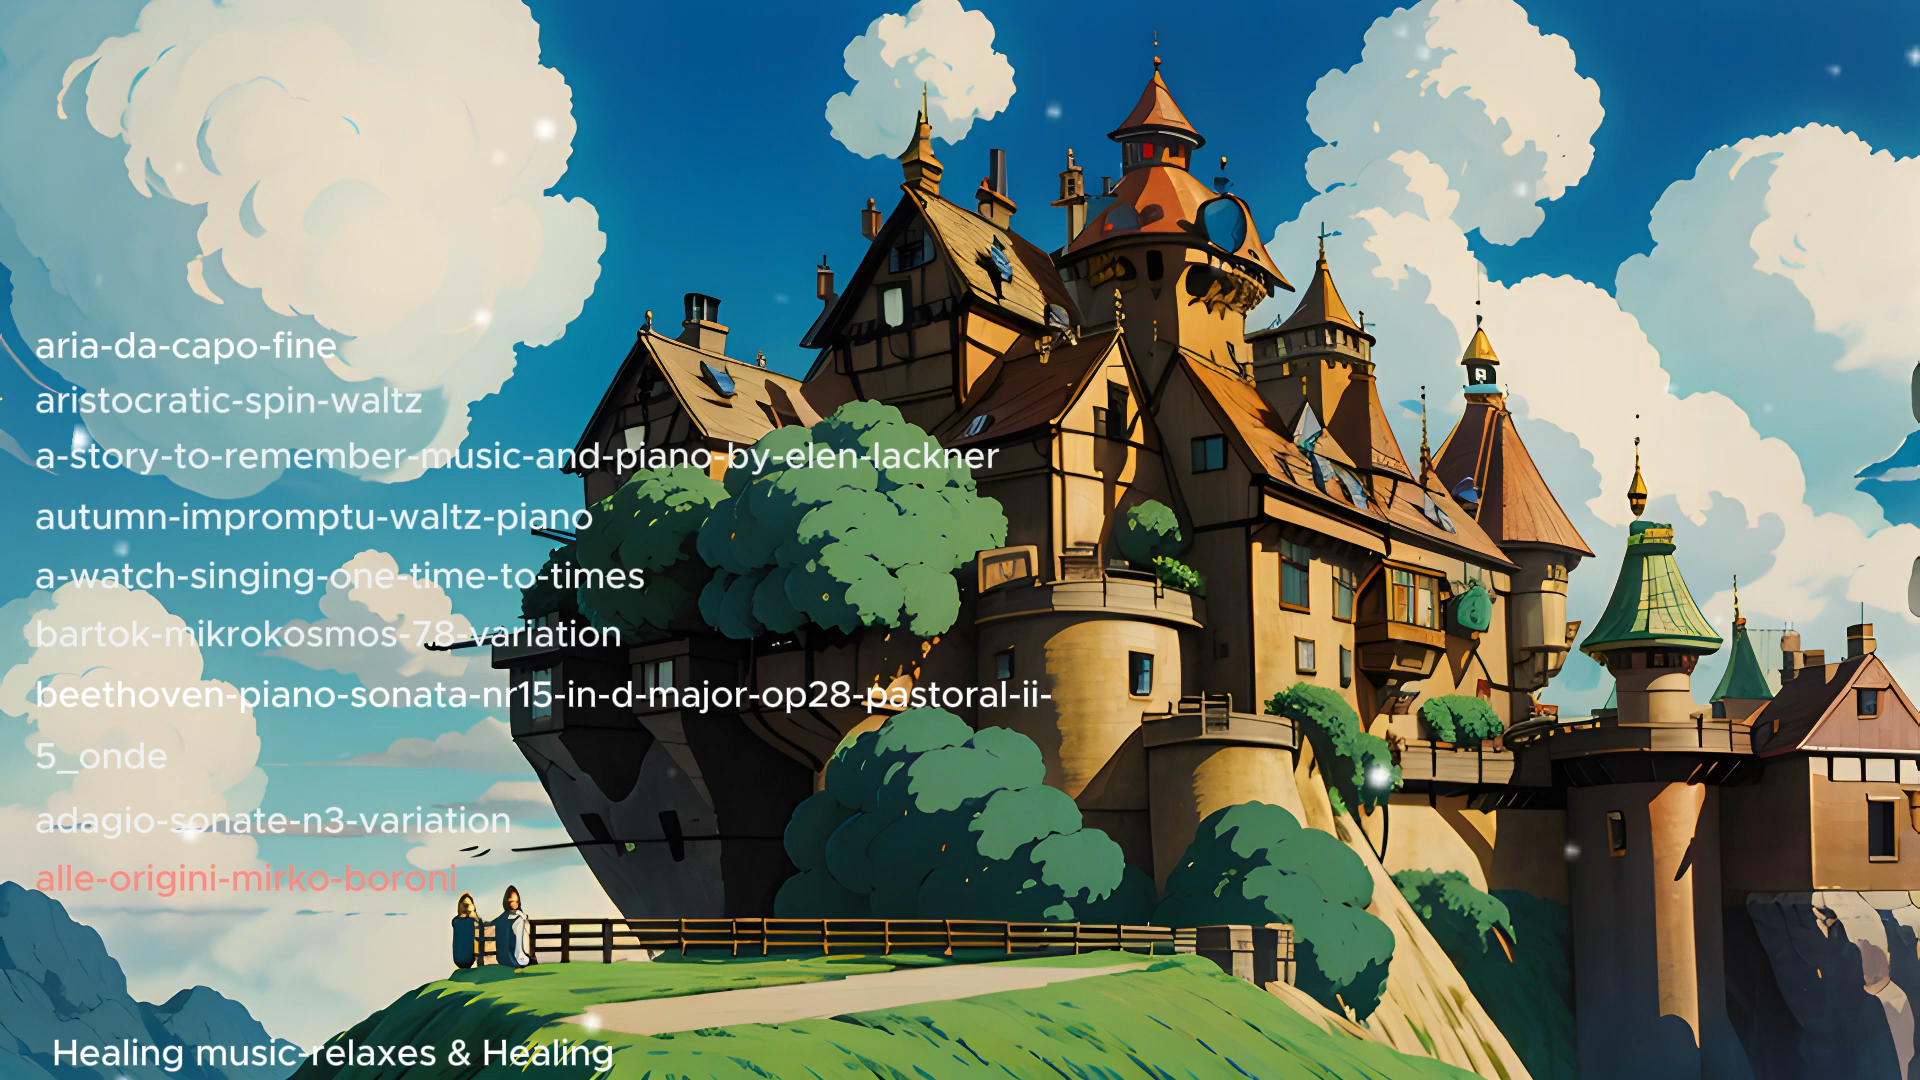 aria-da-capo-fine
aristocratic-spin-waltz
a-story-to-remember-music-and-piano-by-elen-lackner
autumn-impromptu-waltz-piano
a-watch-singing-one-time-to-times
bartok-mikrokosmos-78-variation
beethoven-piano-sonata-nr15-in-d-major-op28-pastoral-ii-
5_onde
adagio-sonate-n3-variation
alle-origini-mirko-boroni
Healing music-relaxes & Healing